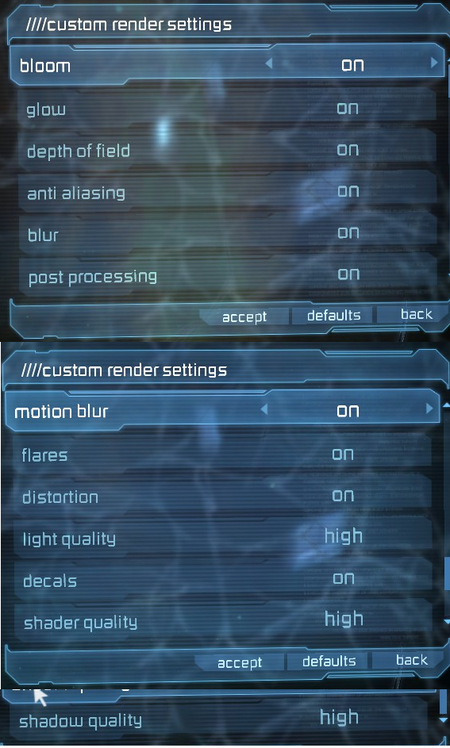 ////custom render settings
bloom on
glow on
depth of field on
anti aliasing on
blur on
post processing on
accept defaults back
////custom render settings
motion blur on
flares on
distortion on
light quality high
decals on
shader quality high
accept defaults back
shadow quality high